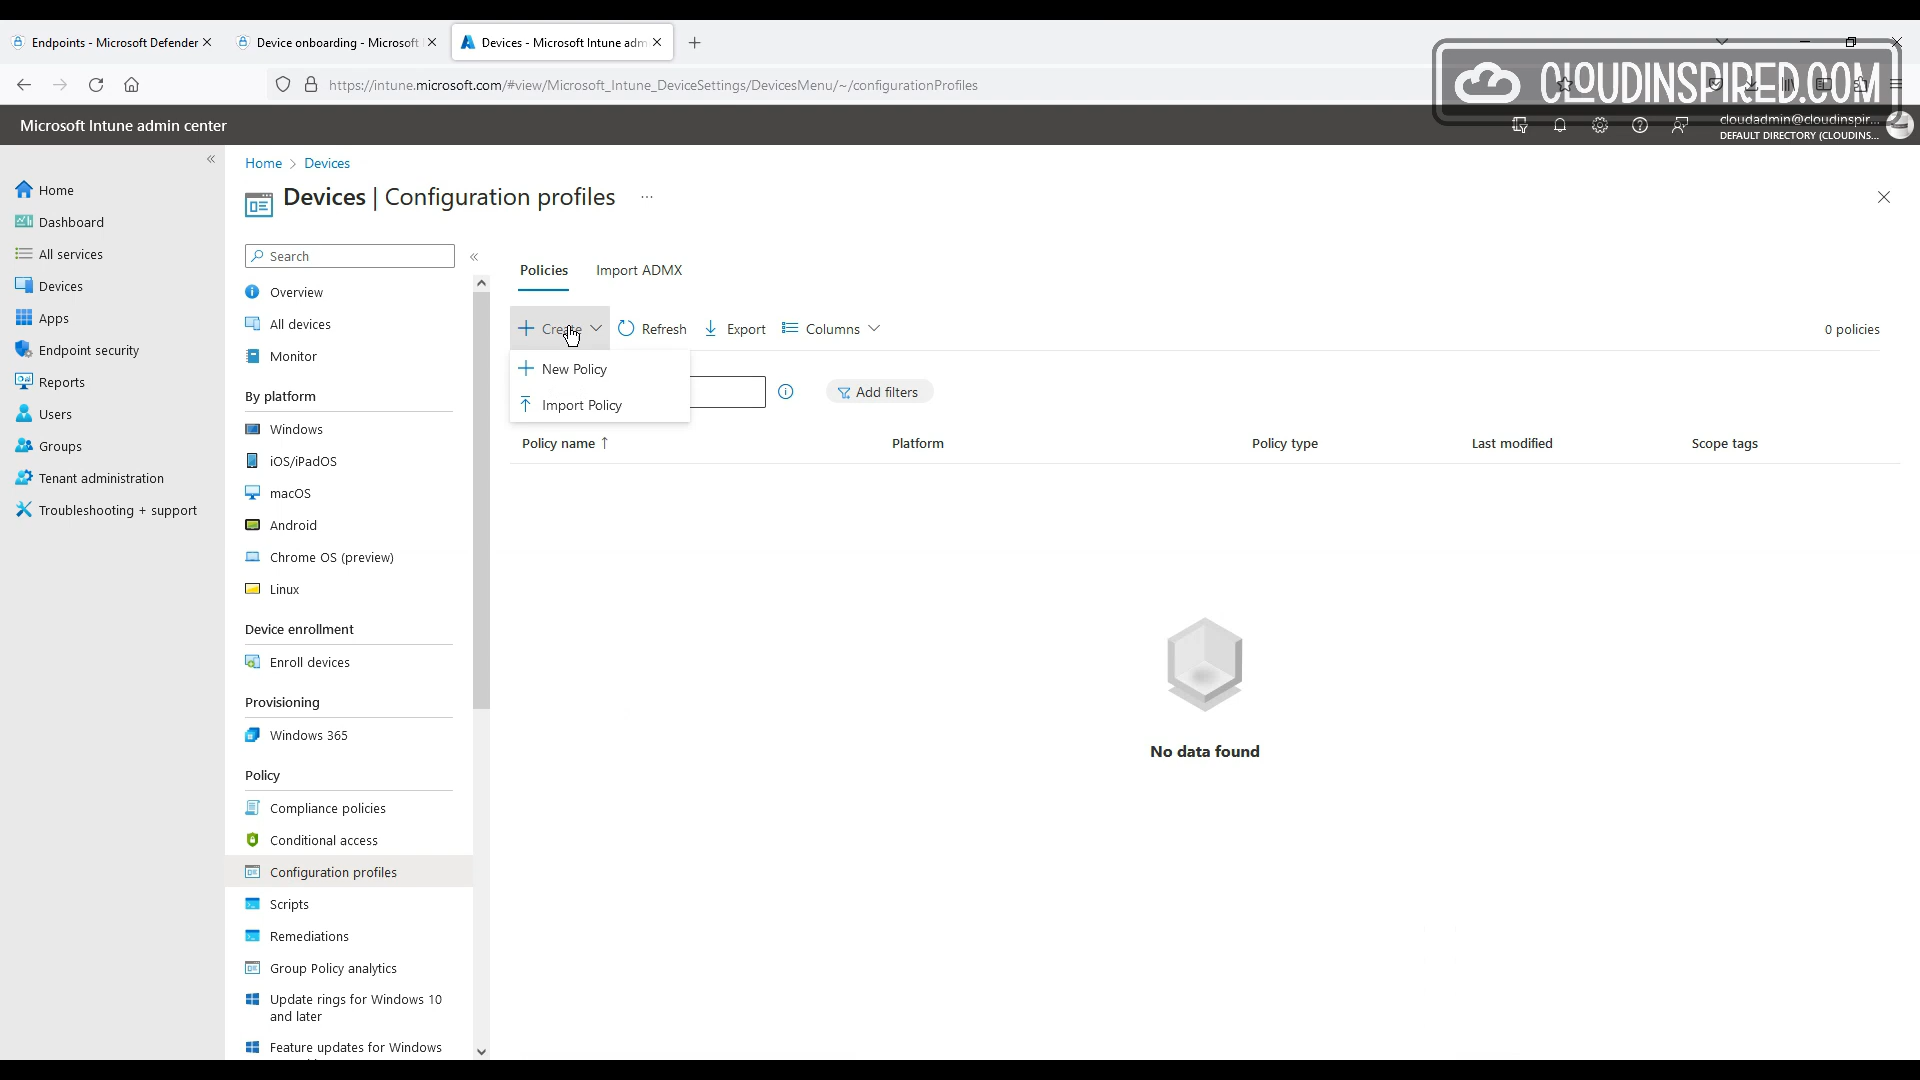 Endpoints - Microsoft Defender
Device onboarding - Microsoft
Devices - Microsoft Intune adm
https://intune.microsoft.com/#view/Microsoft_Intune_DeviceSettings/DevicesMenu/~/configurationProfiles
CLOUDINSPIRED.COM
Microsoft Intune admin center
cloudadmin@cloudinspir...
DEFAULT DIRECTORY (CLOUDINS...
Home
Dashboard
All services
Devices
Apps
Endpoint security
Reports
Users
Groups
Tenant administration
Troubleshooting + support
Home > Devices
Devices | Configuration profiles ...
Search
Overview
All devices
Monitor
By platform
Windows
iOS/iPadOS
macOS
Android
Chrome OS (preview)
Linux
Device enrollment
Enroll devices
Provisioning
Windows 365
Policy
Compliance policies
Conditional access
Configuration profiles
Scripts
Remediations
Group Policy analytics
Update rings for Windows 10
and later
Feature updates for Windows
Policies Import ADMX
Create Refresh Export Columns 0 policies
New Policy
Import Policy
Add filters
Policy name ↑ Platform Policy type Last modified Scope tags
No data found